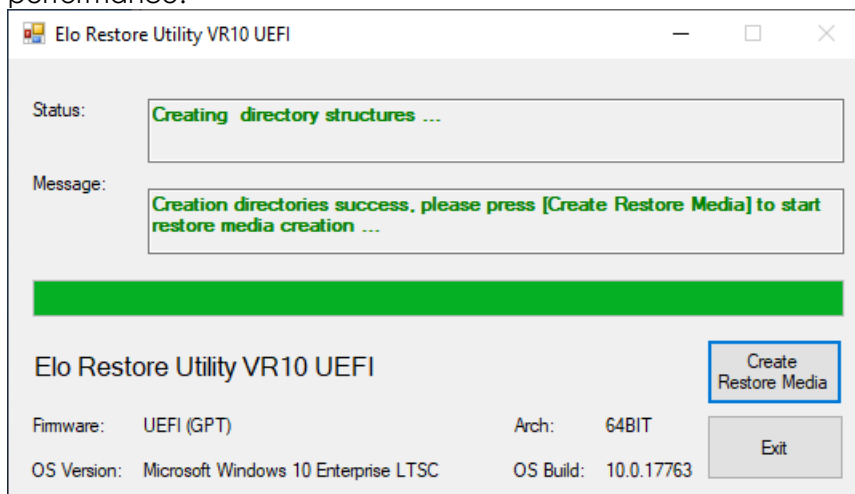 performance.
Elo Restore Utility VR10 UEFI
Status:
Creating directory structures ...
Message:
Creation directories success, please press [Create Restore Media] to start
restore media creation ...
Elo Restore Utility VR10 UEFI
Create
Restore Media
Firmware: UEFI (GPT) Arch: 64BIT
Exit
OS Version: Microsoft Windows 10 Enterprise LTSC OS Build: 10.0.17763